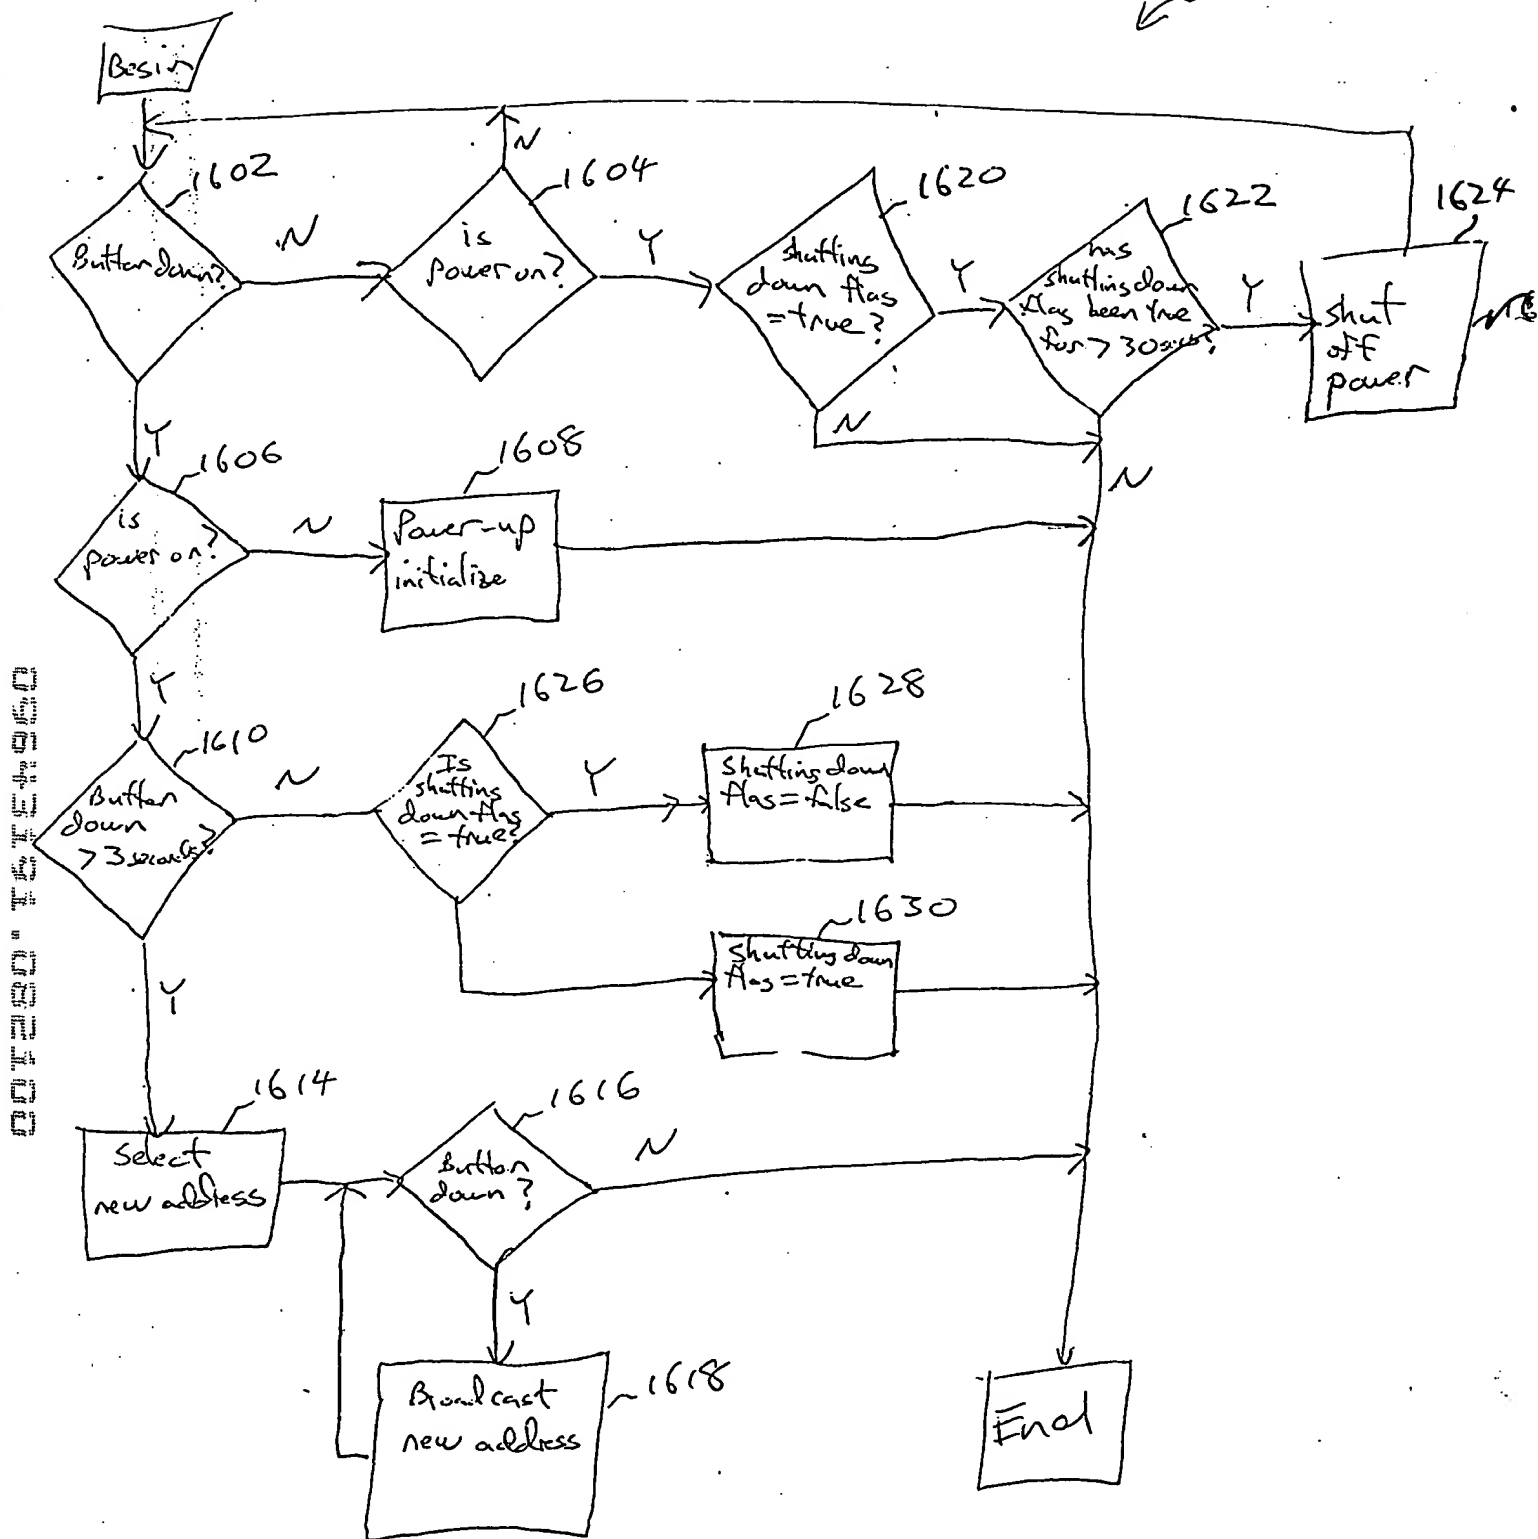 Begin
1602
Button down?
N
1604
is
power on?
N
Y
1620
shutting
down flag
= true?
Y
N
1622
has
shutting down
flag been true
for > 30 secs?
Y
N
1624
shut
off
power
Y
1606
is
power on?
N
1608
Power-up
initialize
Y
1610
Button
down
> 3 seconds?
N
1626
Is
shutting
down flag
= true?
Y
1628
Shutting down
flag = false
1630
Shutting down
flag = true
Y
1614
Select
new address
1616
Button
down?
N
Y
1618
Broadcast
new address
End